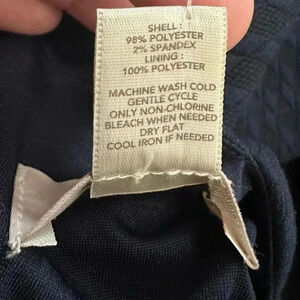 SHELL :
98% POLYESTER
2% SPANDEX
LINING :
100% POLYESTER
MACHINE WASH COLD
GENTLE CYCLE
ONLY NON-CHLORINE
BLEACH WHEN NEEDED
DRY FLAT
COOL IRON IF NEEDED